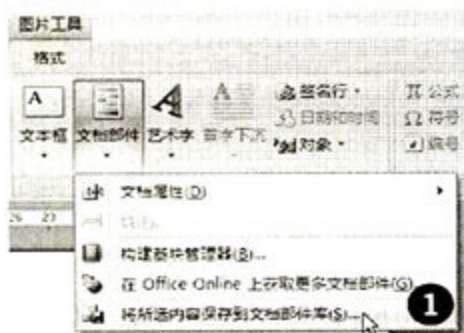 图片工具
格式
A
文本框
文档部件
A
艺术字
A
首字下沉
签名行
日期和时间
对象
π 公式
Ω 符号
编号
文档属性(D)
域(F)...
构建基块管理器(B)...
在 Office Online 上获取更多文档部件(G)
将所选内容保存到文档部件库(S)...
1